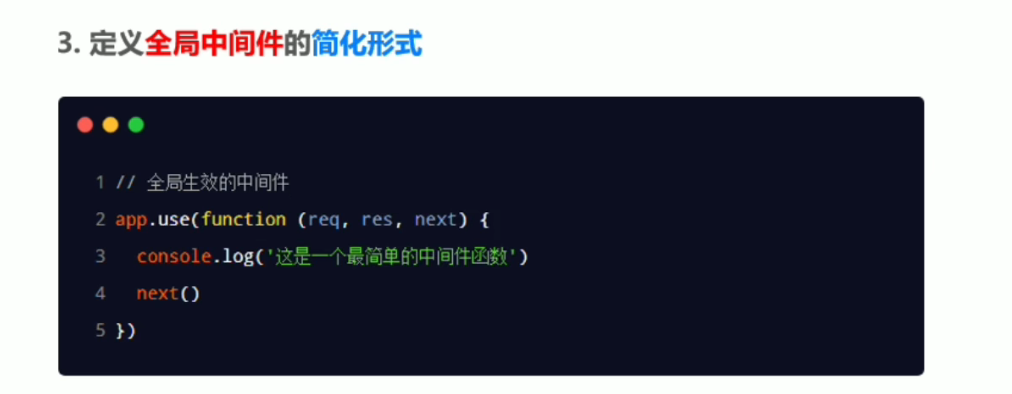 3. 定义全局中间件的简化形式
1 // 全局生效的中间件
2 app.use(function (req, res, next) {
3   console.log('这是一个最简单的中间件函数')
4   next()
5 })